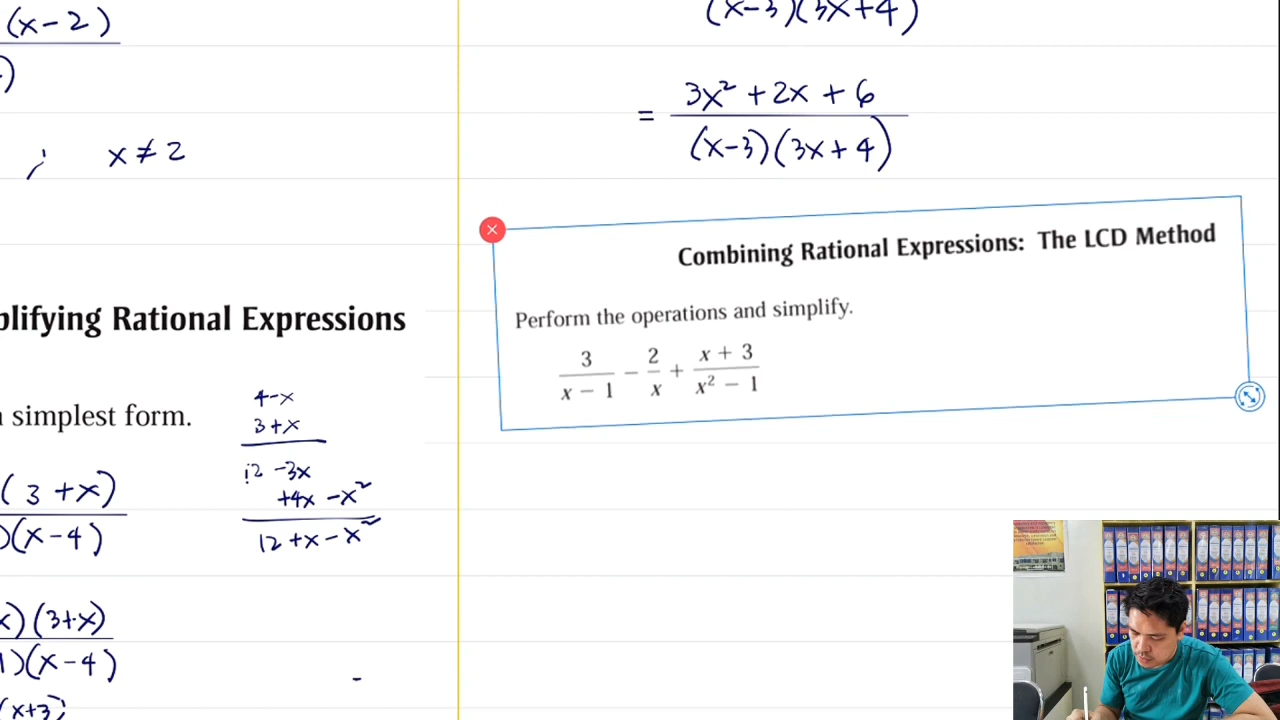 (x-2)
)
; x ≠ 2
plifying Rational Expressions
simplest form.
4-x
3+x
12 -3x
+4x -x²
12 +x -x²
(3 +x)
)(x-4)
x)(3+x)
1)(x-4)
(x+3)
(x-3)(3x+4)
= 3x² +2x + 6
(x-3)(3x+4)
Combining Rational Expressions: The LCD Method
Perform the operations and simplify.
3/(x − 1) − 2/x + (x + 3)/(x² − 1)